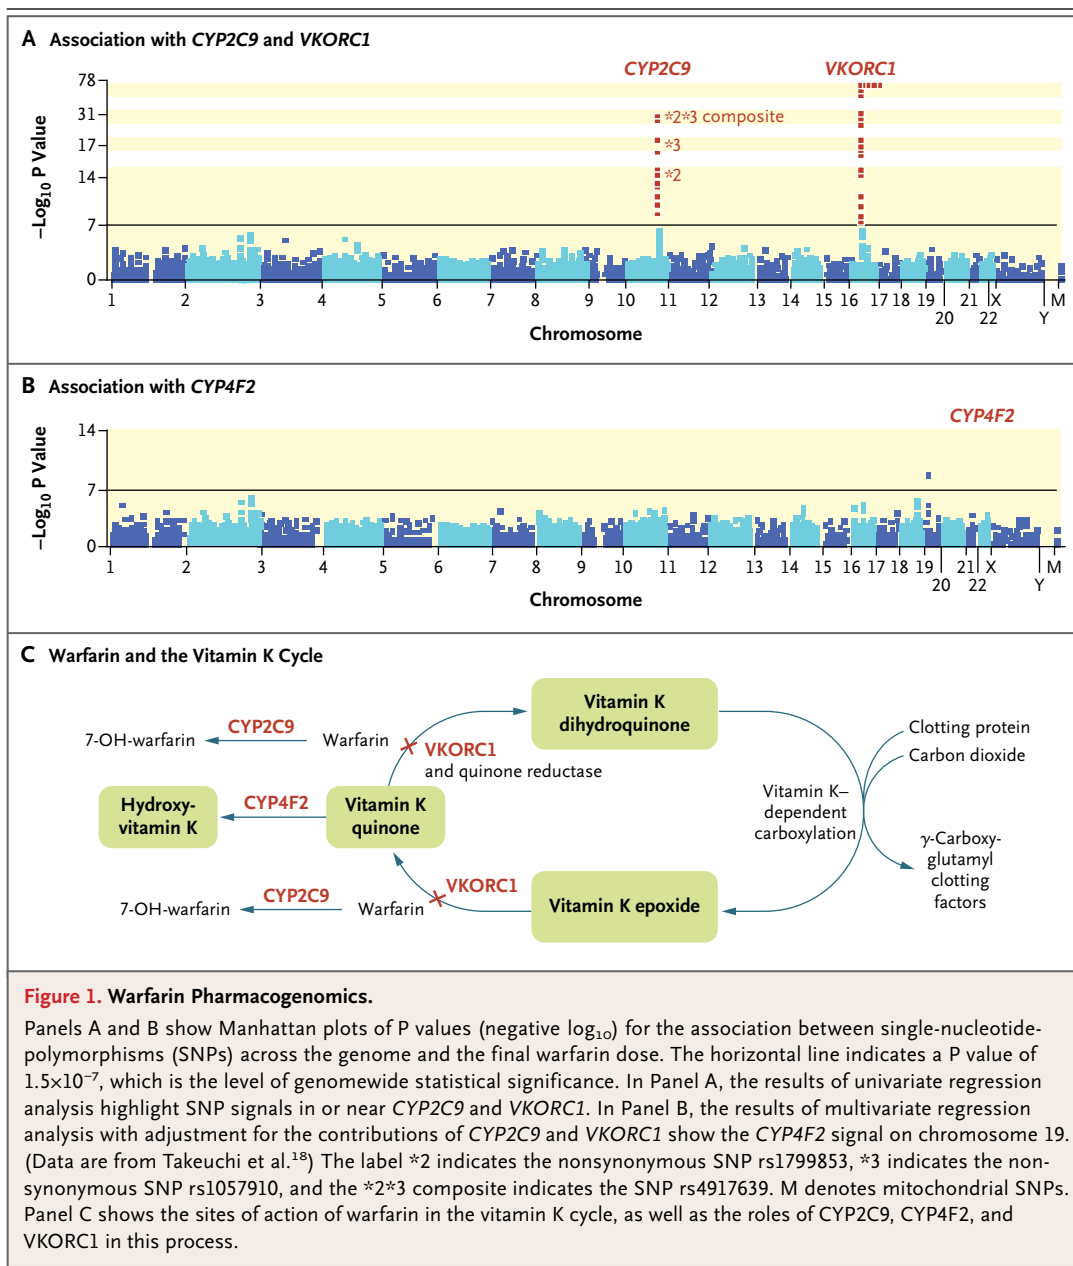 A Association with CYP2C9 and VKORC1
CYP2C9
VKORC1
78
31
17
14
7
0
−Log10 P Value
*2*3 composite
*3
*2
1 2 3 4 5 6 7 8 9 10 11 12 13 14 15 16 17 18 19 21 X M
20 22 Y
Chromosome
B Association with CYP4F2
CYP4F2
14
7
0
−Log10 P Value
1 2 3 4 5 6 7 8 9 10 11 12 13 14 15 16 17 18 19 21 X M
20 22 Y
Chromosome
C Warfarin and the Vitamin K Cycle
7-OH-warfarin
CYP2C9
Warfarin
VKORC1
and quinone reductase
Vitamin K
dihydroquinone
Clotting protein
Carbon dioxide
Hydroxy-
vitamin K
CYP4F2
Vitamin K
quinone
Vitamin K–
dependent
carboxylation
γ-Carboxy-
glutamyl
clotting
factors
7-OH-warfarin
CYP2C9
Warfarin
VKORC1
Vitamin K epoxide
Figure 1. Warfarin Pharmacogenomics.
Panels A and B show Manhattan plots of P values (negative log10) for the association between single-nucleotide-
polymorphisms (SNPs) across the genome and the final warfarin dose. The horizontal line indicates a P value of
1.5×10−7, which is the level of genomewide statistical significance. In Panel A, the results of univariate regression
analysis highlight SNP signals in or near CYP2C9 and VKORC1. In Panel B, the results of multivariate regression
analysis with adjustment for the contributions of CYP2C9 and VKORC1 show the CYP4F2 signal on chromosome 19.
(Data are from Takeuchi et al.18) The label *2 indicates the nonsynonymous SNP rs1799853, *3 indicates the non-
synonymous SNP rs1057910, and the *2*3 composite indicates the SNP rs4917639. M denotes mitochondrial SNPs.
Panel C shows the sites of action of warfarin in the vitamin K cycle, as well as the roles of CYP2C9, CYP4F2, and
VKORC1 in this process.